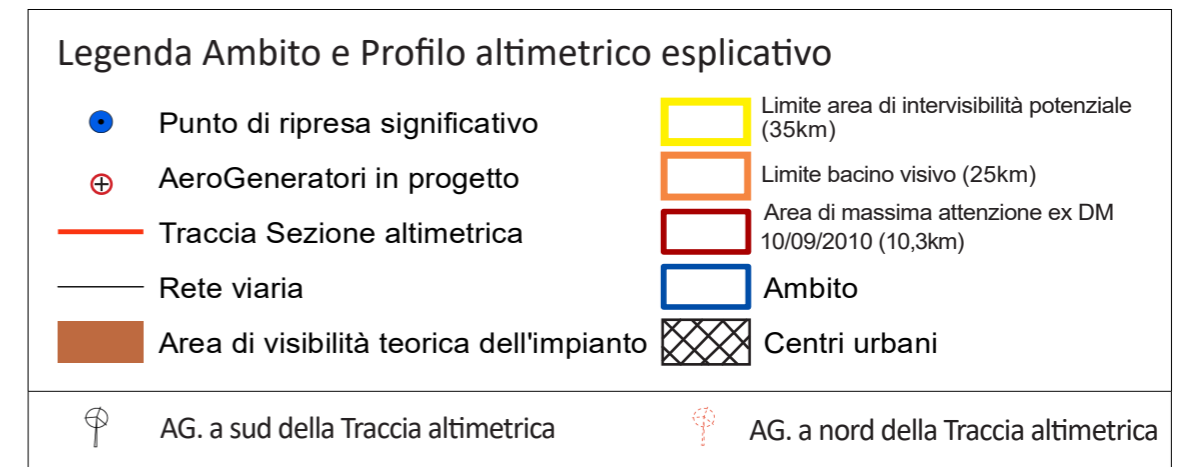 Legenda Ambito e Profilo altimetrico esplicativo
Punto di ripresa significativo
AeroGeneratori in progetto
Traccia Sezione altimetrica
Rete viaria
Area di visibilità teorica dell'impianto
Limite area di intervisibilità potenziale
(35km)
Limite bacino visivo (25km)
Area di massima attenzione ex DM
10/09/2010 (10,3km)
Ambito
Centri urbani
AG. a sud della Traccia altimetrica
AG. a nord della Traccia altimetrica